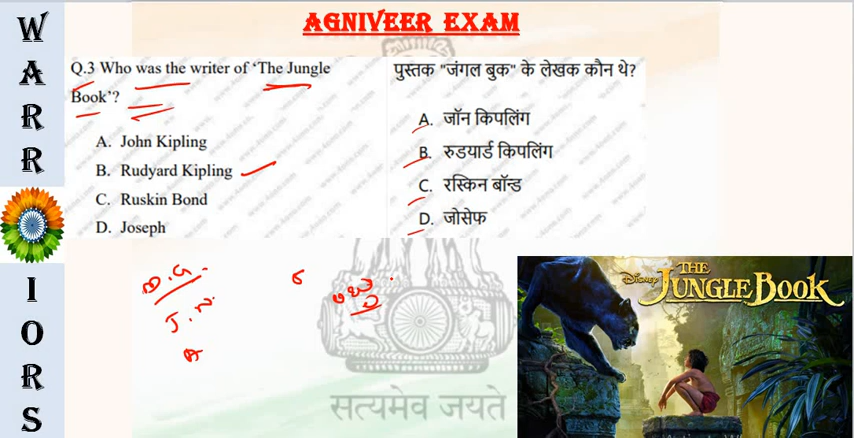 AGNIVEER EXAM
WARRIORS
Q.3 Who was the writer of ‘The Jungle
Book’?
A. John Kipling
B. Rudyard Kipling
C. Ruskin Bond
D. Joseph
पुस्तक "जंगल बुक" के लेखक कौन थे?
A. जॉन किपलिंग
B. रुडयार्ड किपलिंग
C. रस्किन बॉन्ड
D. जोसेफ
J. N.
सत्यमेव जयते
Disney
THE
JUNGLE BOOK